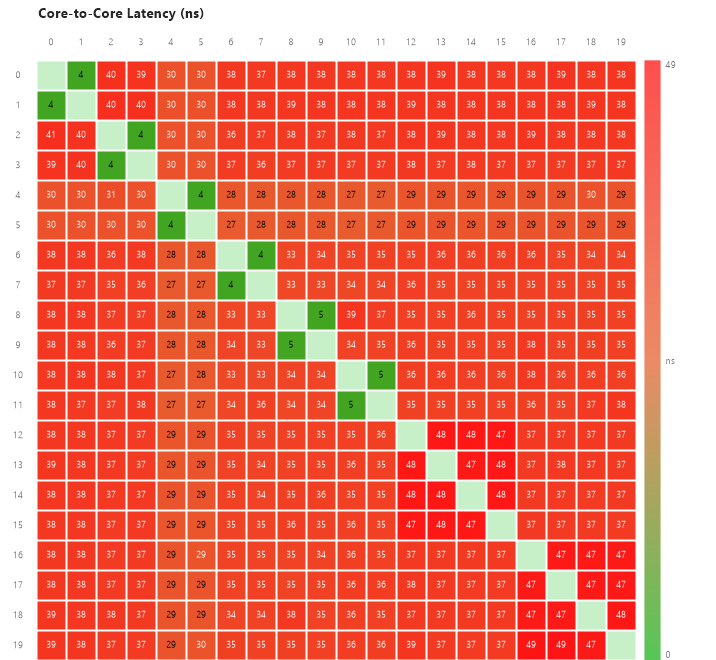 Core-to-Core Latency (ns)
0 1 2 3 4 5 6 7 8 9 10 11 12 13 14 15 16 17 18 19
49
0 4 40 39 30 30 38 37 38 38 38 38 38 39 38 38 38 39 38 38
1 4 40 40 30 30 38 38 39 38 38 38 38 38 38 38 38 38 39 38
2 41 40 4 30 30 36 37 38 37 38 37 38 39 38 38 39 38 38 38
3 39 40 4 30 30 37 36 37 37 37 37 38 37 38 37 37 37 37 37
4 30 30 31 30 4 28 28 28 28 27 27 29 29 29 29 29 29 30 29
5 30 30 30 30 4 27 28 28 28 27 27 29 29 29 29 29 29 29 29
6 38 38 36 38 28 28 4 33 34 35 35 35 36 36 36 36 35 34 34
7 37 37 35 36 27 27 4 33 33 34 34 36 35 35 35 35 35 35 35
8 38 38 37 37 28 28 33 33 5 39 37 35 35 36 35 35 35 35 35
9 38 38 36 37 28 28 34 33 5 34 35 36 35 35 35 38 35 35 35
10 38 38 38 37 27 28 33 33 34 34 5 36 36 36 36 38 36 36 36
11 38 37 37 38 27 27 34 36 34 34 5 35 35 35 35 36 35 37 38
ns
12 38 38 37 37 29 29 35 35 35 35 35 36 48 48 47 37 37 37 37
13 39 38 37 37 29 29 35 34 35 35 36 35 48 47 48 37 38 37 37
14 38 38 37 37 29 29 35 34 35 36 35 35 48 48 48 37 37 37 37
15 38 38 37 37 29 29 35 35 36 35 36 35 47 48 47 37 37 37 37
16 38 38 37 37 29 29 35 35 35 34 36 35 37 37 37 37 47 47 47
17 38 38 37 37 29 29 35 35 35 35 36 36 38 37 37 37 47 47 47
18 39 38 38 37 29 29 34 34 38 35 36 35 37 39 37 37 47 47 48
19 39 38 37 37 29 30 35 35 35 35 36 36 39 37 37 37 49 49 47
0